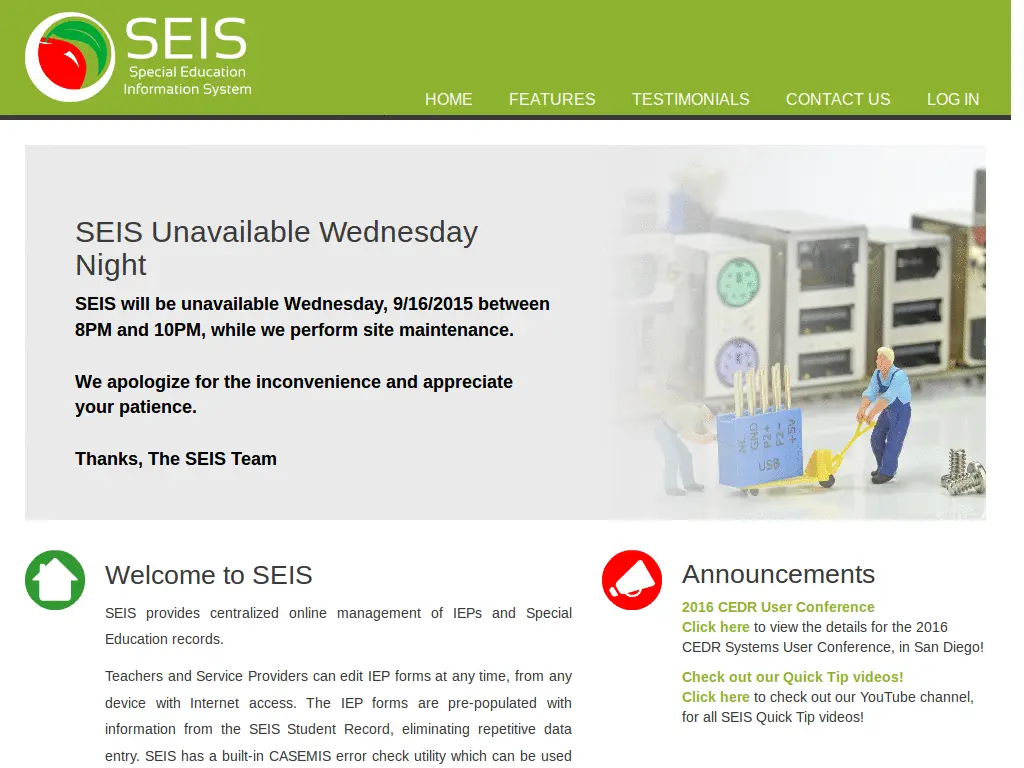 SEIS
Special Education
Information System
HOME FEATURES TESTIMONIALS CONTACT US LOG IN
SEIS Unavailable Wednesday
Night
SEIS will be unavailable Wednesday, 9/16/2015 between
8PM and 10PM, while we perform site maintenance.
We apologize for the inconvenience and appreciate
your patience.
Thanks, The SEIS Team
GND
P2+
P2-
+5V
USB
Welcome to SEIS
SEIS provides centralized online management of IEPs and Special
Education records.
Teachers and Service Providers can edit IEP forms at any time, from any
device with Internet access. The IEP forms are pre-populated with
information from the SEIS Student Record, eliminating repetitive data
entry. SEIS has a built-in CASEMIS error check utility which can be used
Announcements
2016 CEDR User Conference
Click here to view the details for the 2016
CEDR Systems User Conference, in San Diego!
Check out our Quick Tip videos!
Click here to check out our YouTube channel,
for all SEIS Quick Tip videos!